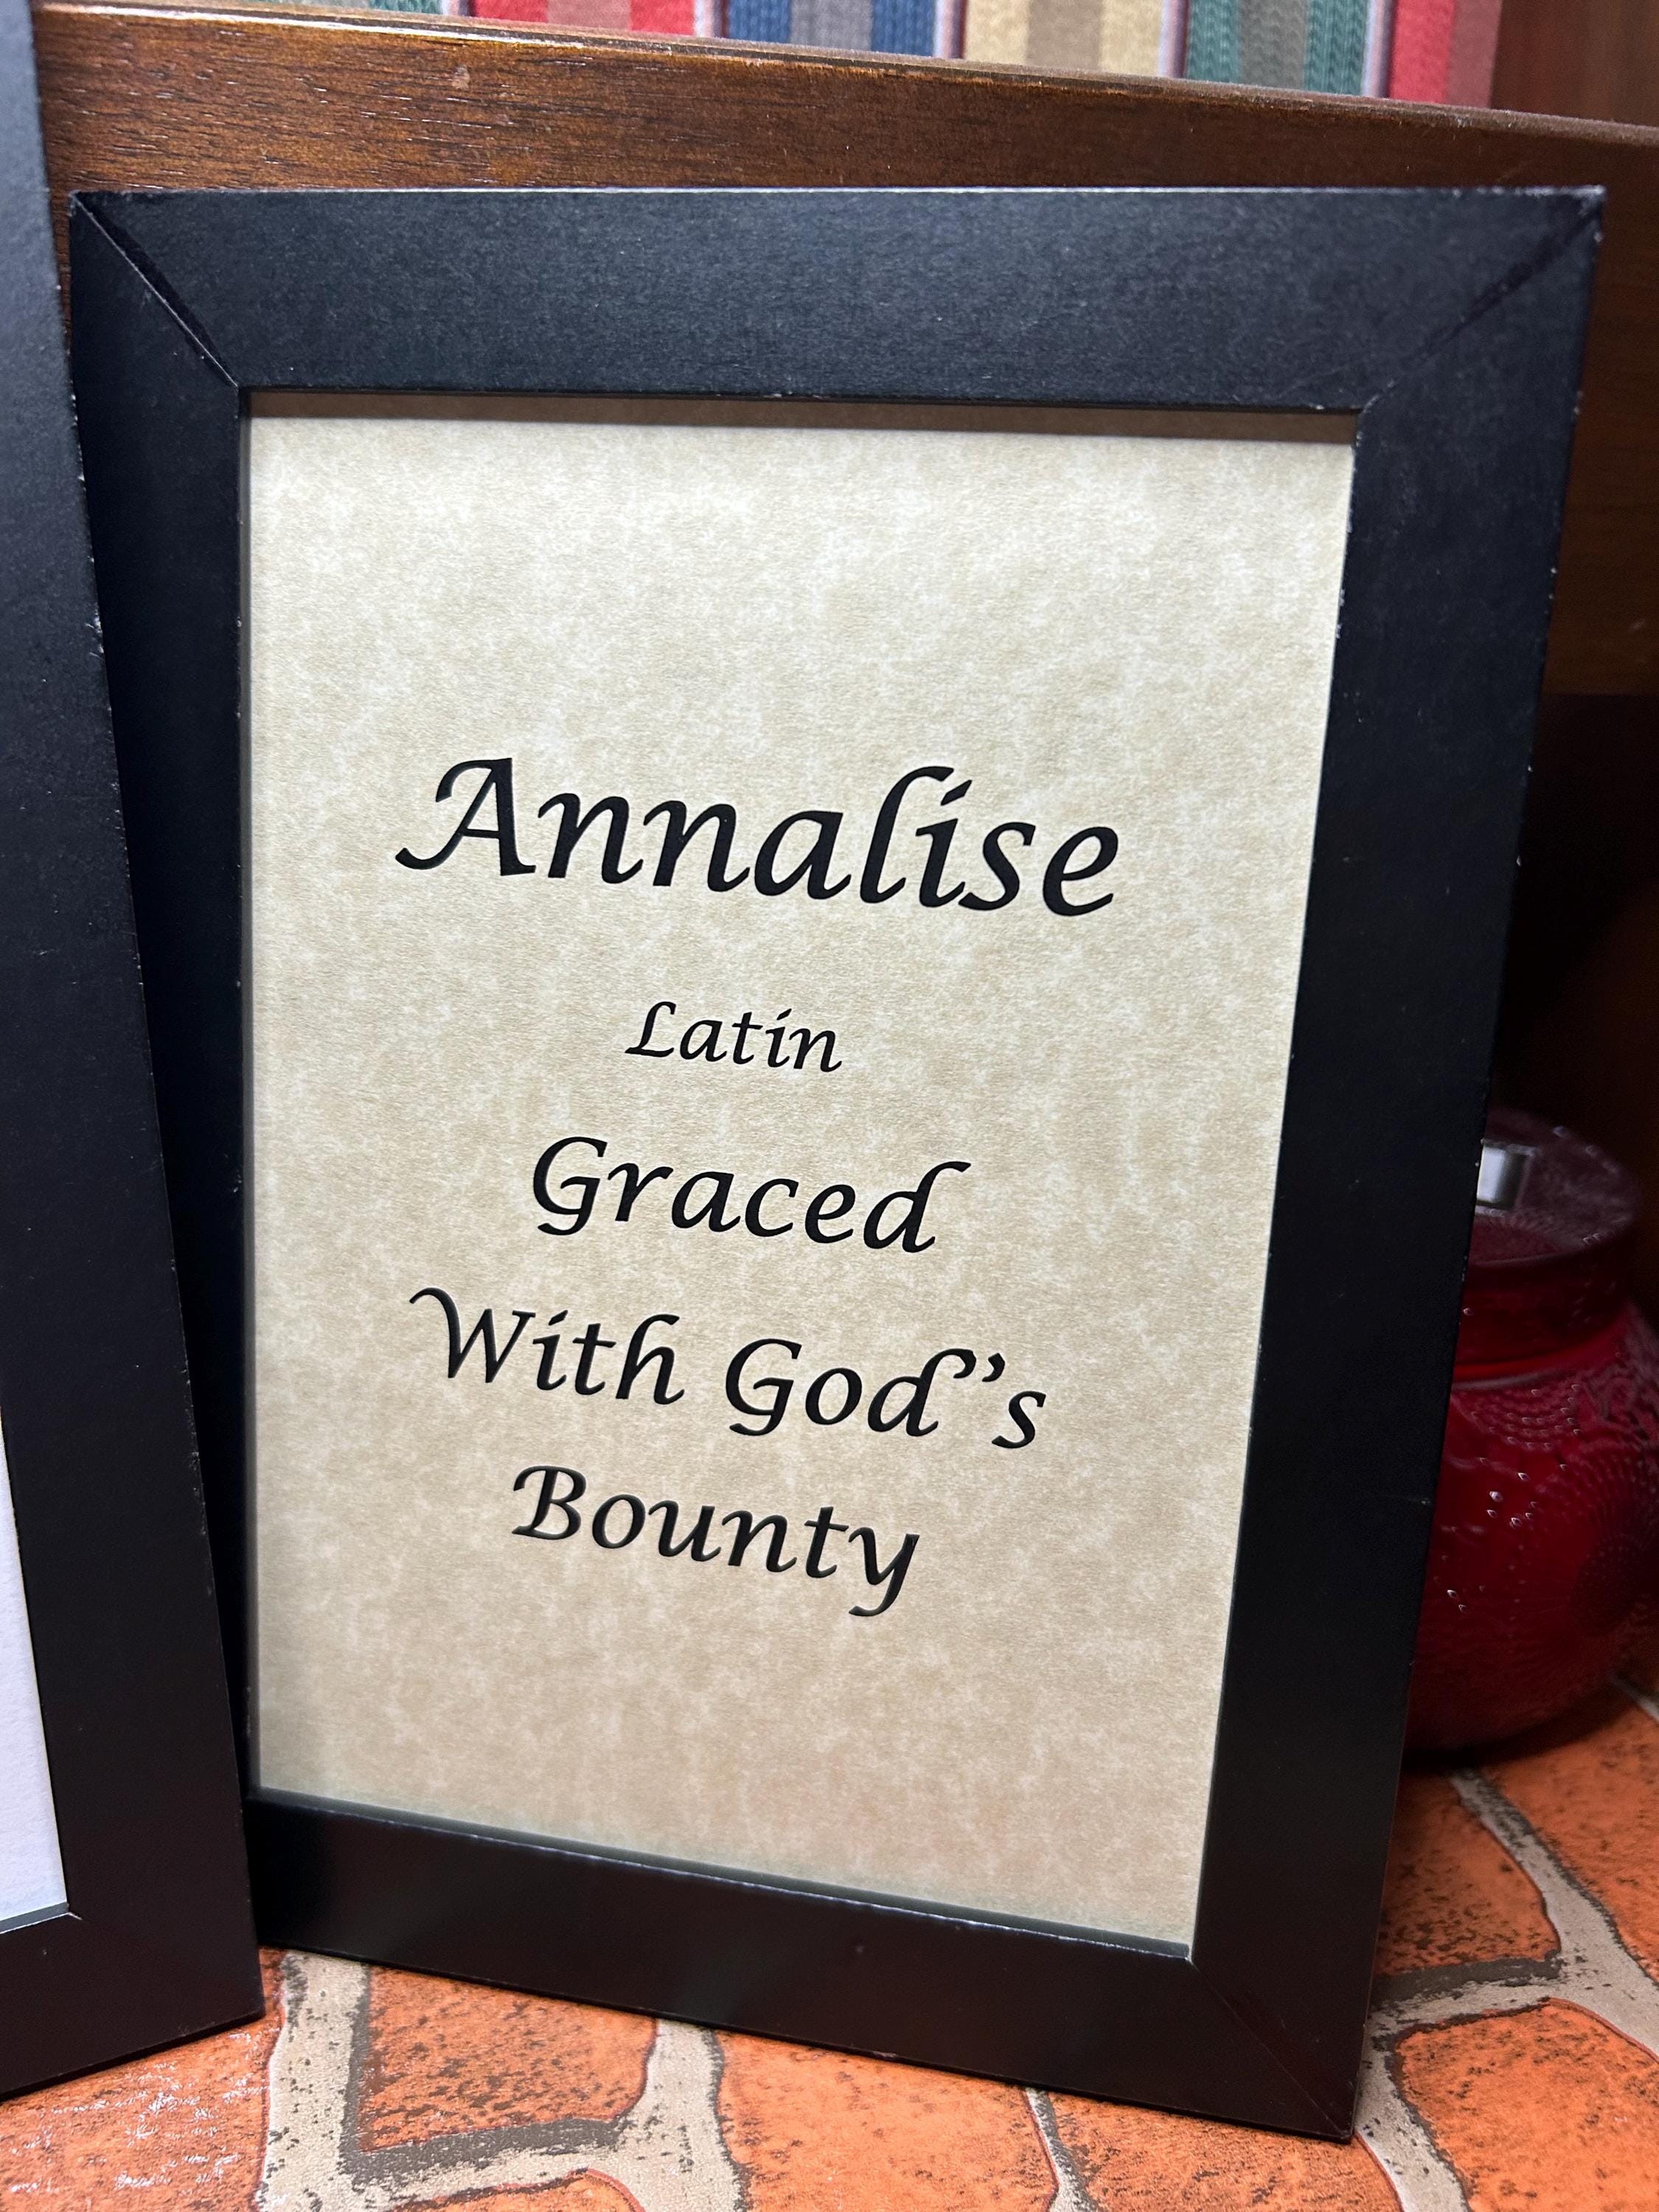 Annalise
Latin
Graced
With God's
Bounty